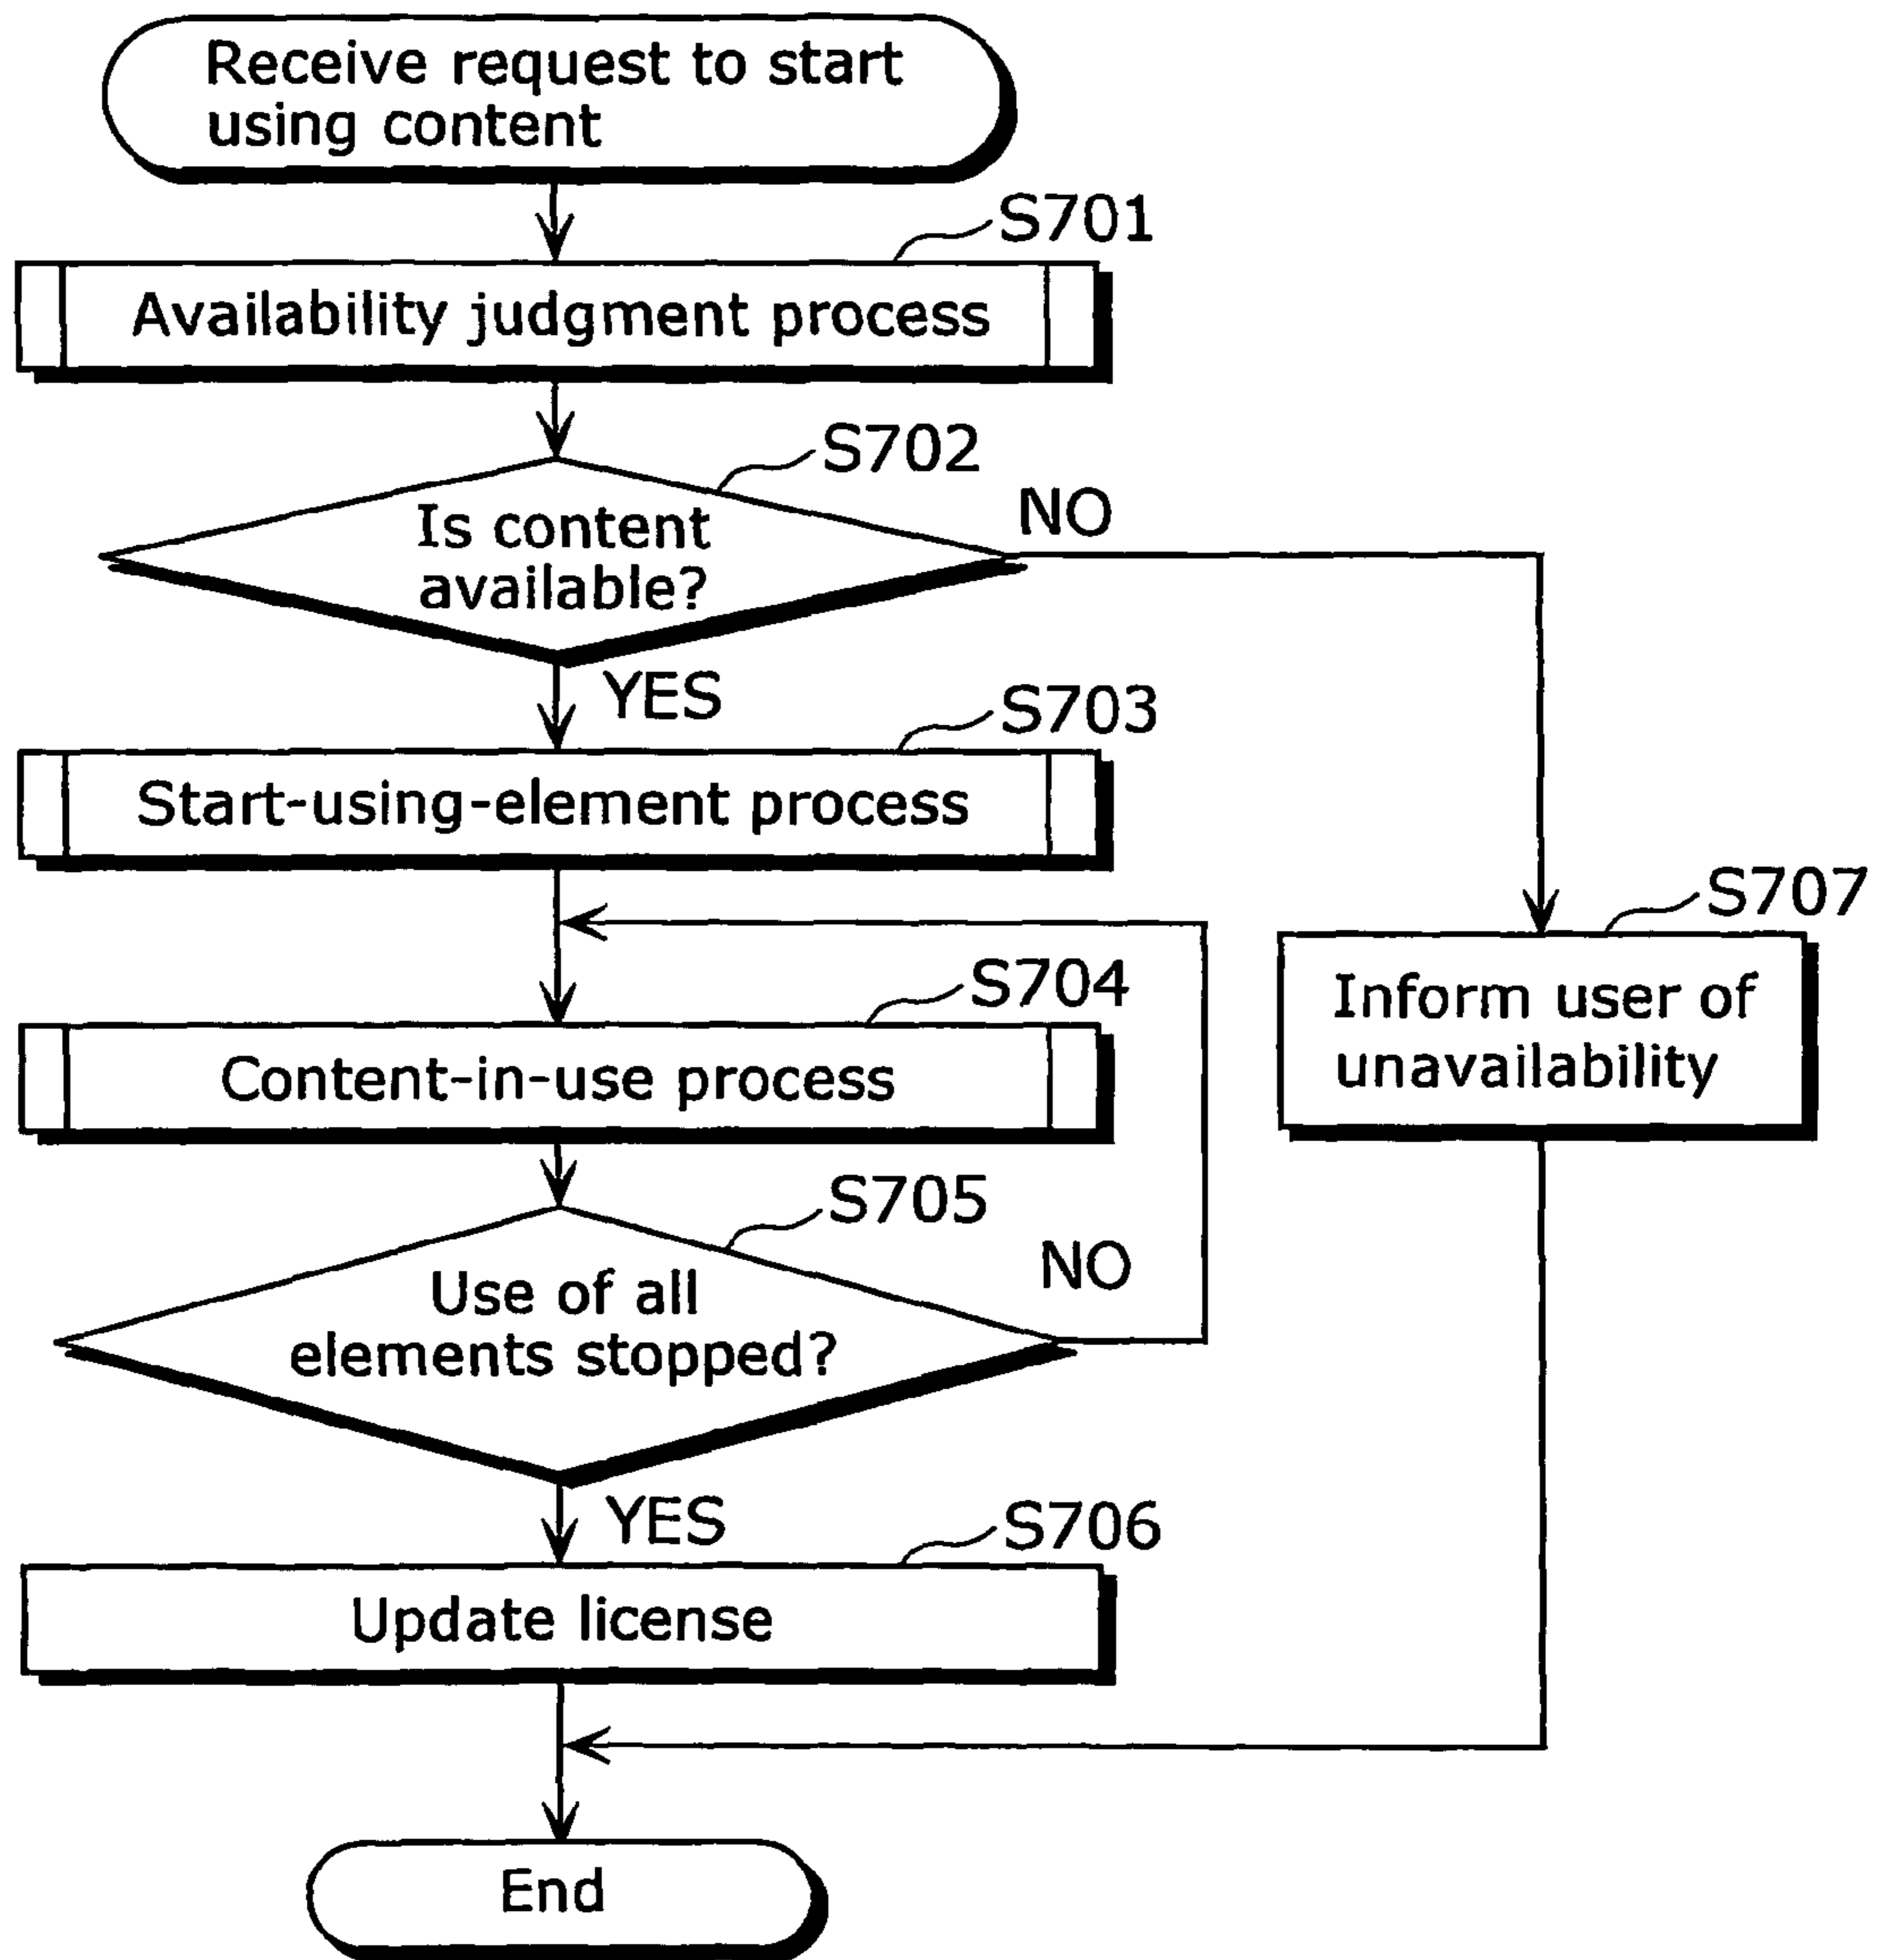 Receive request to start
using content
S701
Availability judgment process
S702
Is content
available?
NO
YES
S703
Start-using-element process
S707
Inform user of
unavailability
S704
Content-in-use process
S705
Use of all
elements stopped?
NO
YES
S706
Update license
End